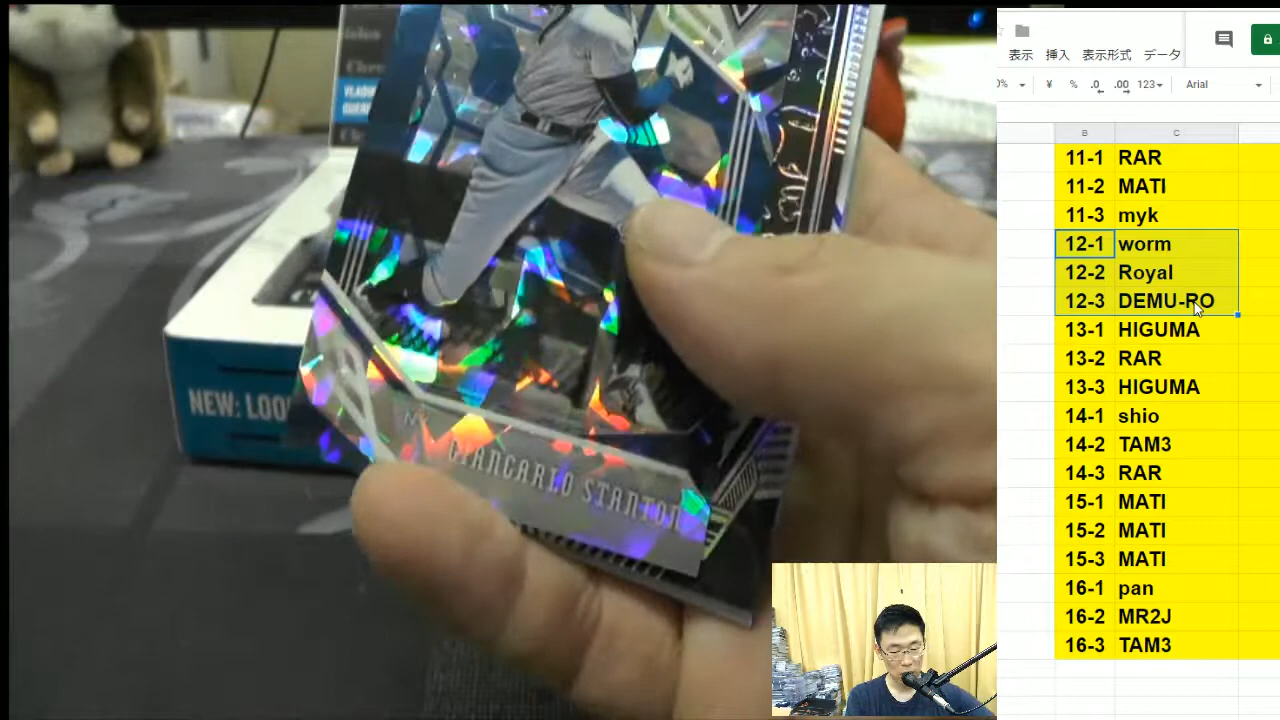 NEW: LOO
NY
GIANCARLO STANTON
表示 挿入 表示形式 データ
0% ¥ % .0 .00 123 Arial
B C
11-1 RAR
11-2 MATI
11-3 myk
12-1 worm
12-2 Royal
12-3 DEMU-RO
13-1 HIGUMA
13-2 RAR
13-3 HIGUMA
14-1 shio
14-2 TAM3
14-3 RAR
15-1 MATI
15-2 MATI
15-3 MATI
16-1 pan
16-2 MR2J
16-3 TAM3